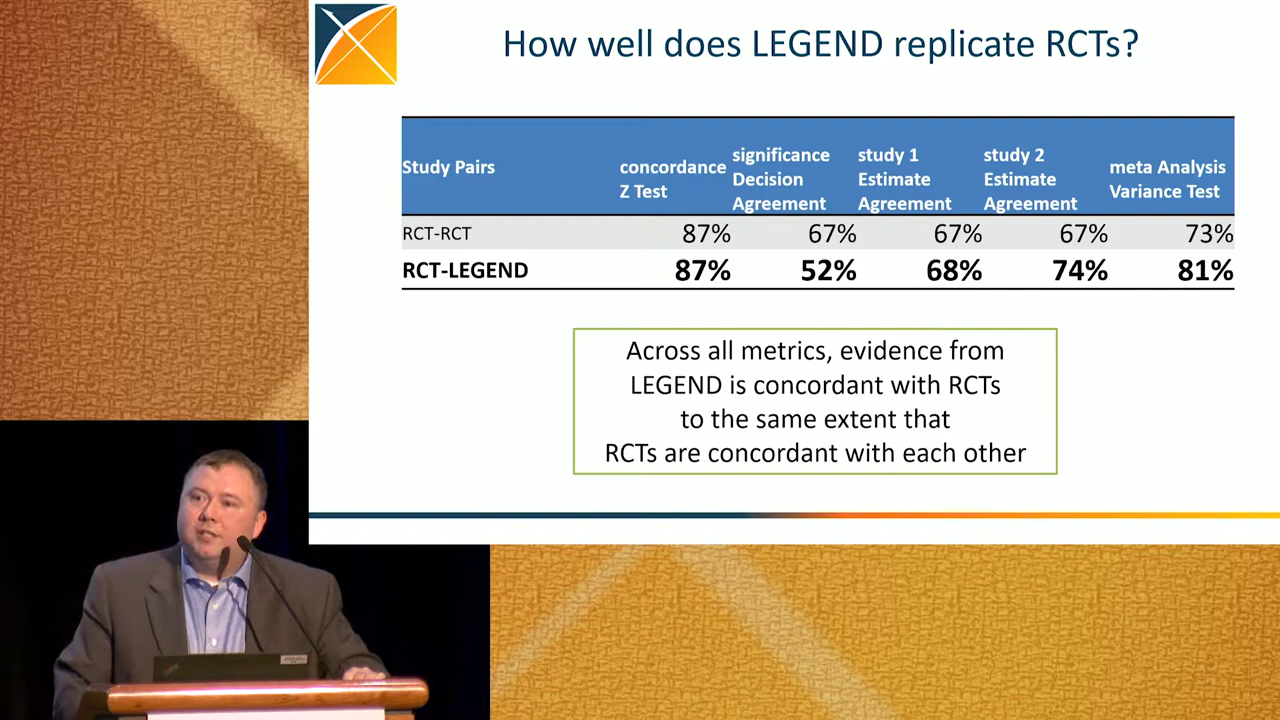 How well does LEGEND replicate RCTs?
Study Pairs
concordance
Z Test
significance
Decision
Agreement
study 1
Estimate
Agreement
study 2
Estimate
Agreement
meta Analysis
Variance Test
RCT-RCT 87% 67% 67% 67% 73%
RCT-LEGEND 87% 52% 68% 74% 81%
Across all metrics, evidence from
LEGEND is concordant with RCTs
to the same extent that
RCTs are concordant with each other